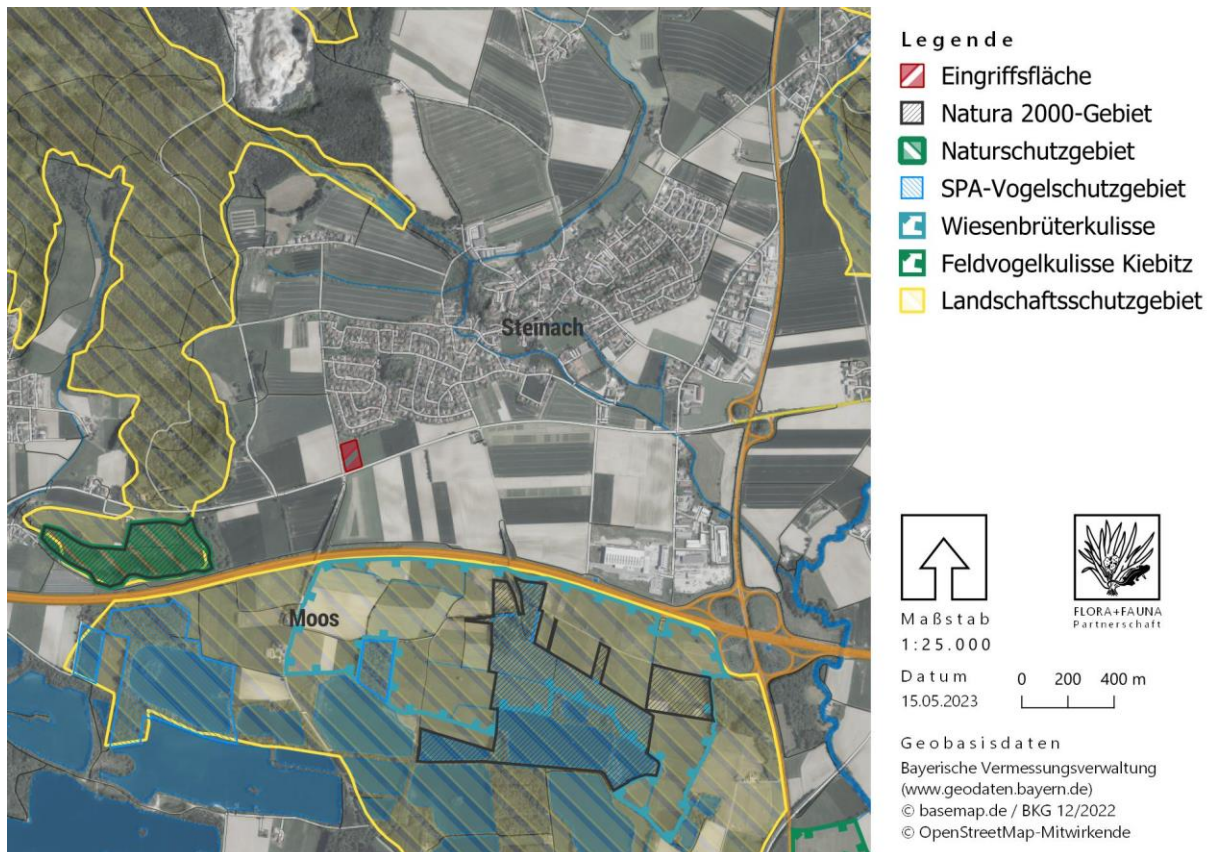 Steinach
Moos
Legende
Eingriffsfläche
Natura 2000-Gebiet
Naturschutzgebiet
SPA-Vogelschutzgebiet
Wiesenbrüterkulisse
Feldvogelkulisse Kiebitz
Landschaftsschutzgebiet
Maßstab
1:25.000
FLORA+FAUNA
Partnerschaft
Datum
15.05.2023
0 200 400 m
Geobasisdaten
Bayerische Vermessungsverwaltung
(www.geodaten.bayern.de)
© basemap.de / BKG 12/2022
© OpenStreetMap-Mitwirkende